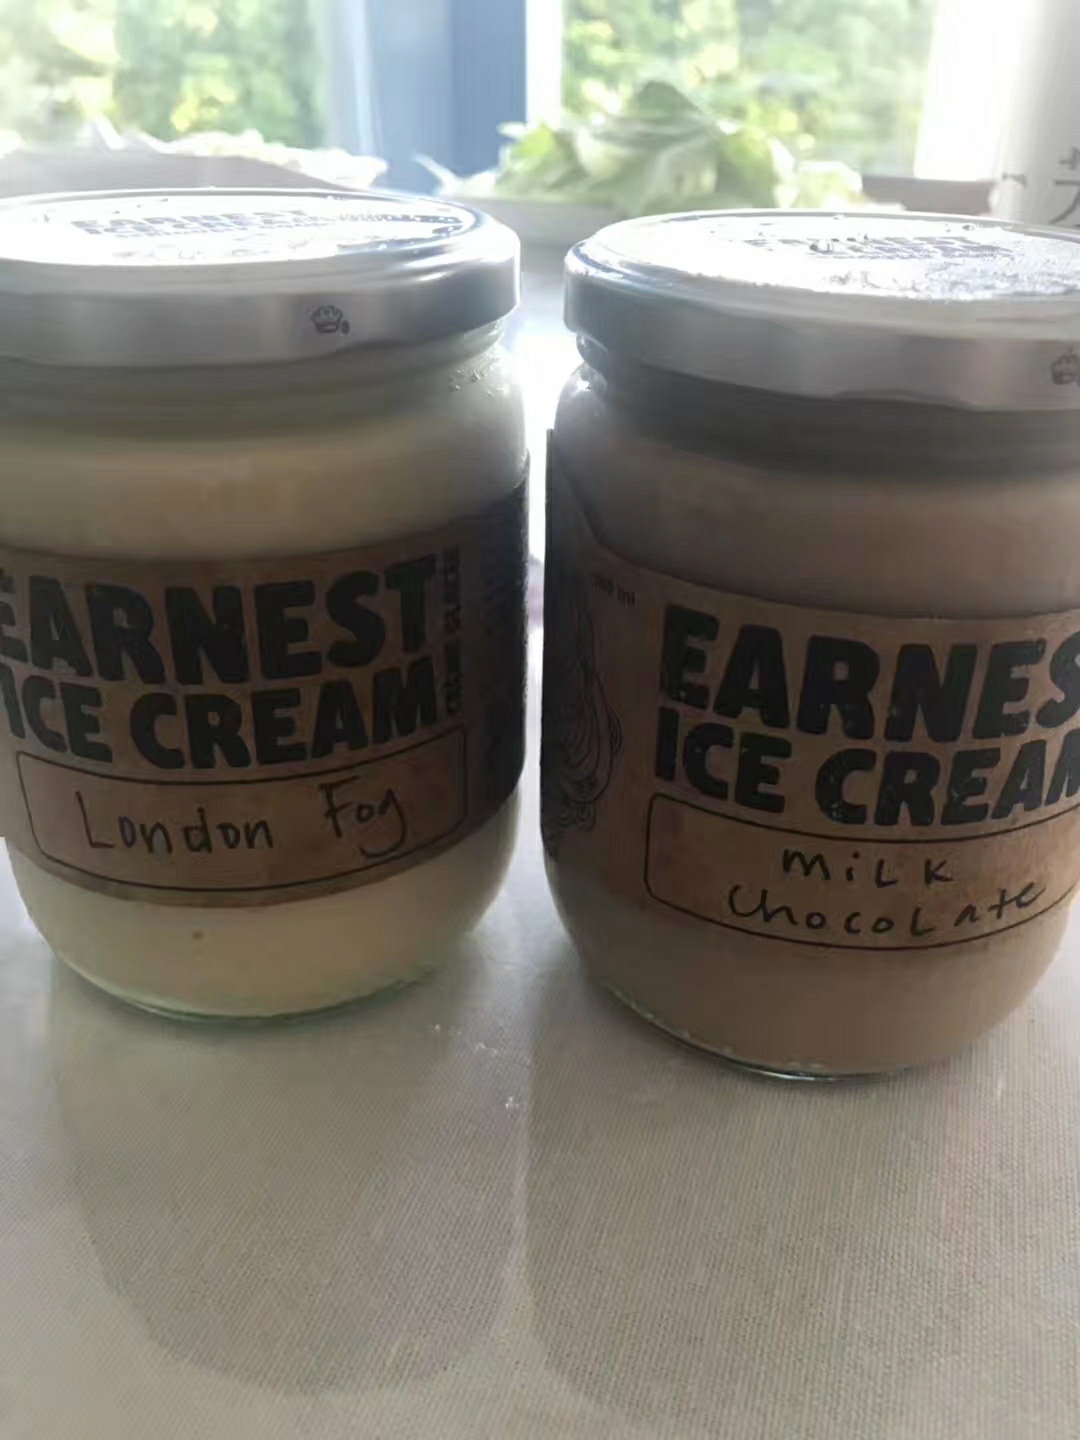 EARNEST
ICE CREAM
London Fog
EARNES
ICE CREAM
MiLK
ChocoLate